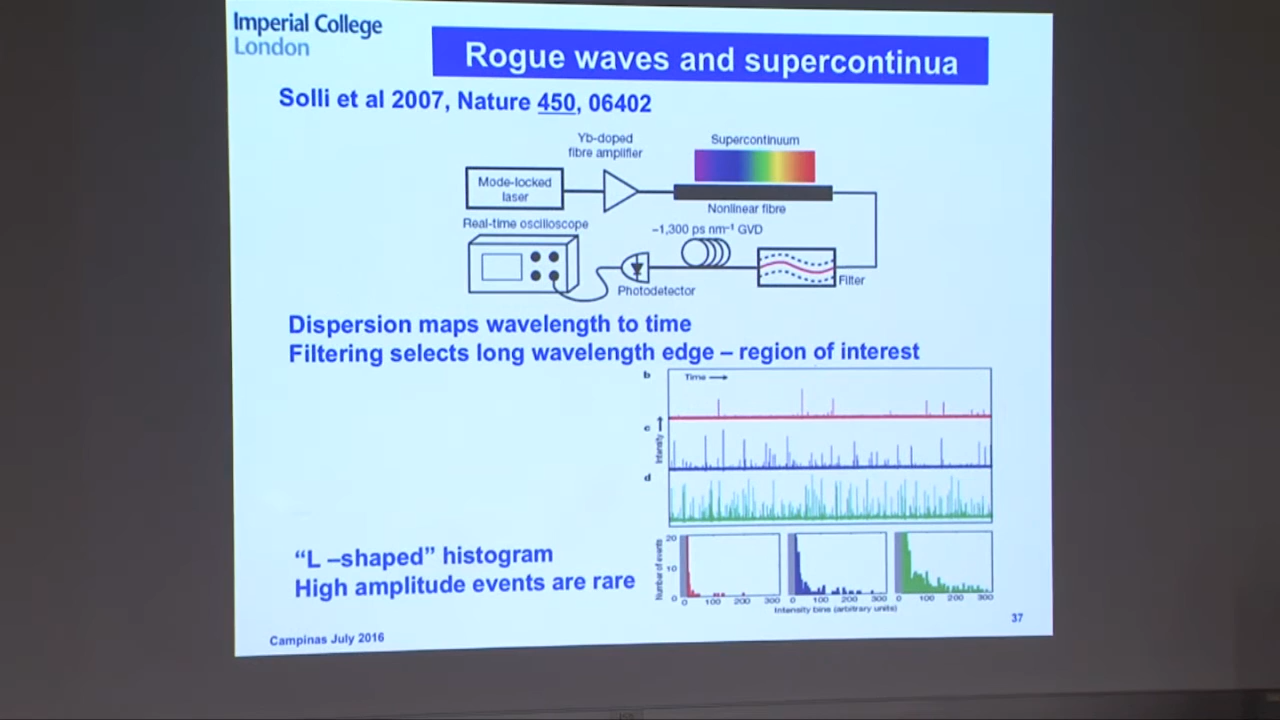 Imperial College
London
Rogue waves and supercontinua
Solli et al 2007, Nature 450, 06402
Yb-doped
fibre amplifier
Supercontinuum
Mode-locked
laser
Nonlinear fibre
Real-time oscilloscope
–1,300 ps nm⁻¹ GVD
Photodetector
Filter
Dispersion maps wavelength to time
Filtering selects long wavelength edge – region of interest
b
Time
c
Intensity
d
"L –shaped" histogram
High amplitude events are rare
Number of events
20
10
0
0 100 200 300 0 100 200 300 0 100 200 300
Intensity bins (arbitrary units)
37
Campinas July 2016